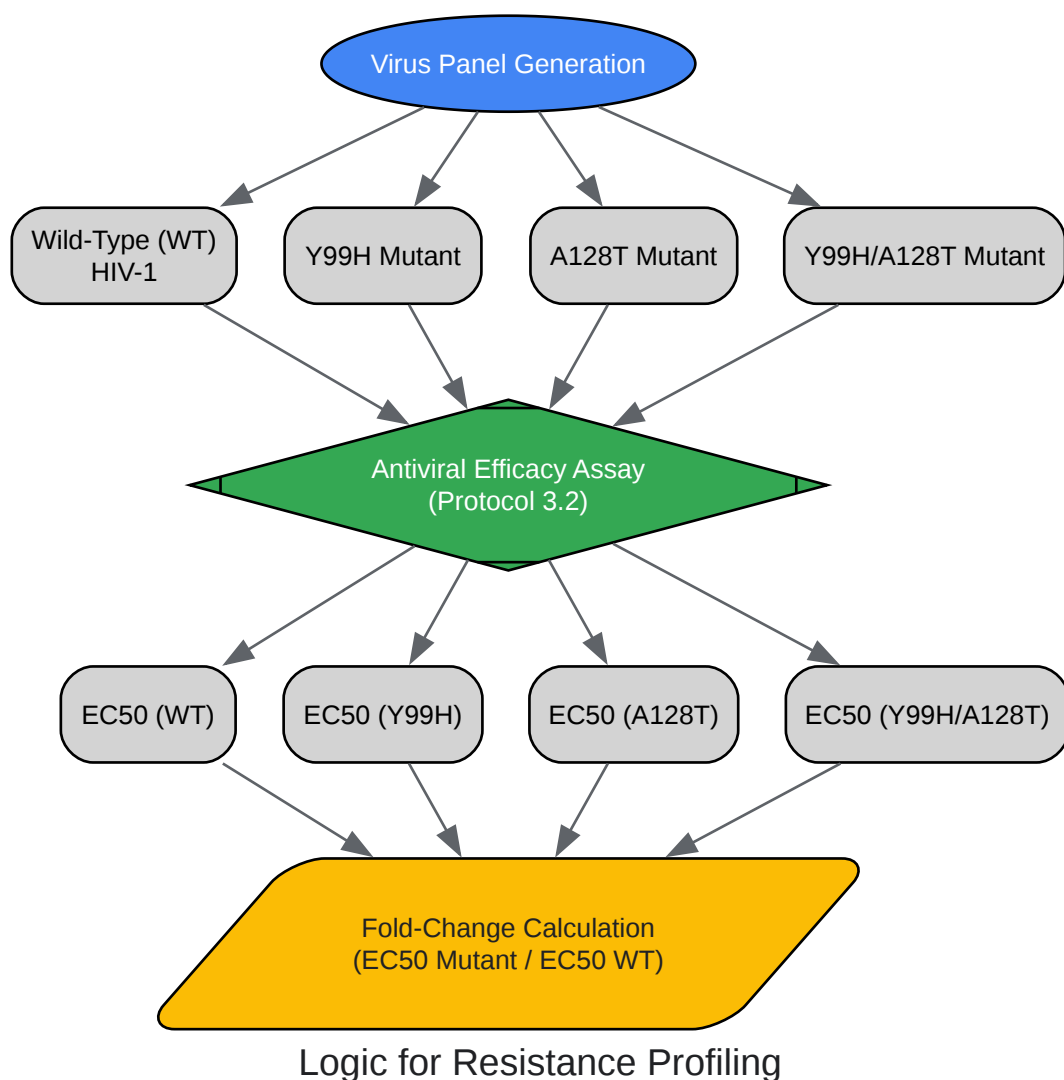 Virus Panel Generation
Wild-Type (WT)
HIV-1
Y99H Mutant
A128T Mutant
Y99H/A128T Mutant
Antiviral Efficacy Assay
(Protocol 3.2)
EC50 (WT)
EC50 (Y99H)
EC50 (A128T)
EC50 (Y99H/A128T)
Fold-Change Calculation
(EC50 Mutant / EC50 WT)
Logic for Resistance Profiling